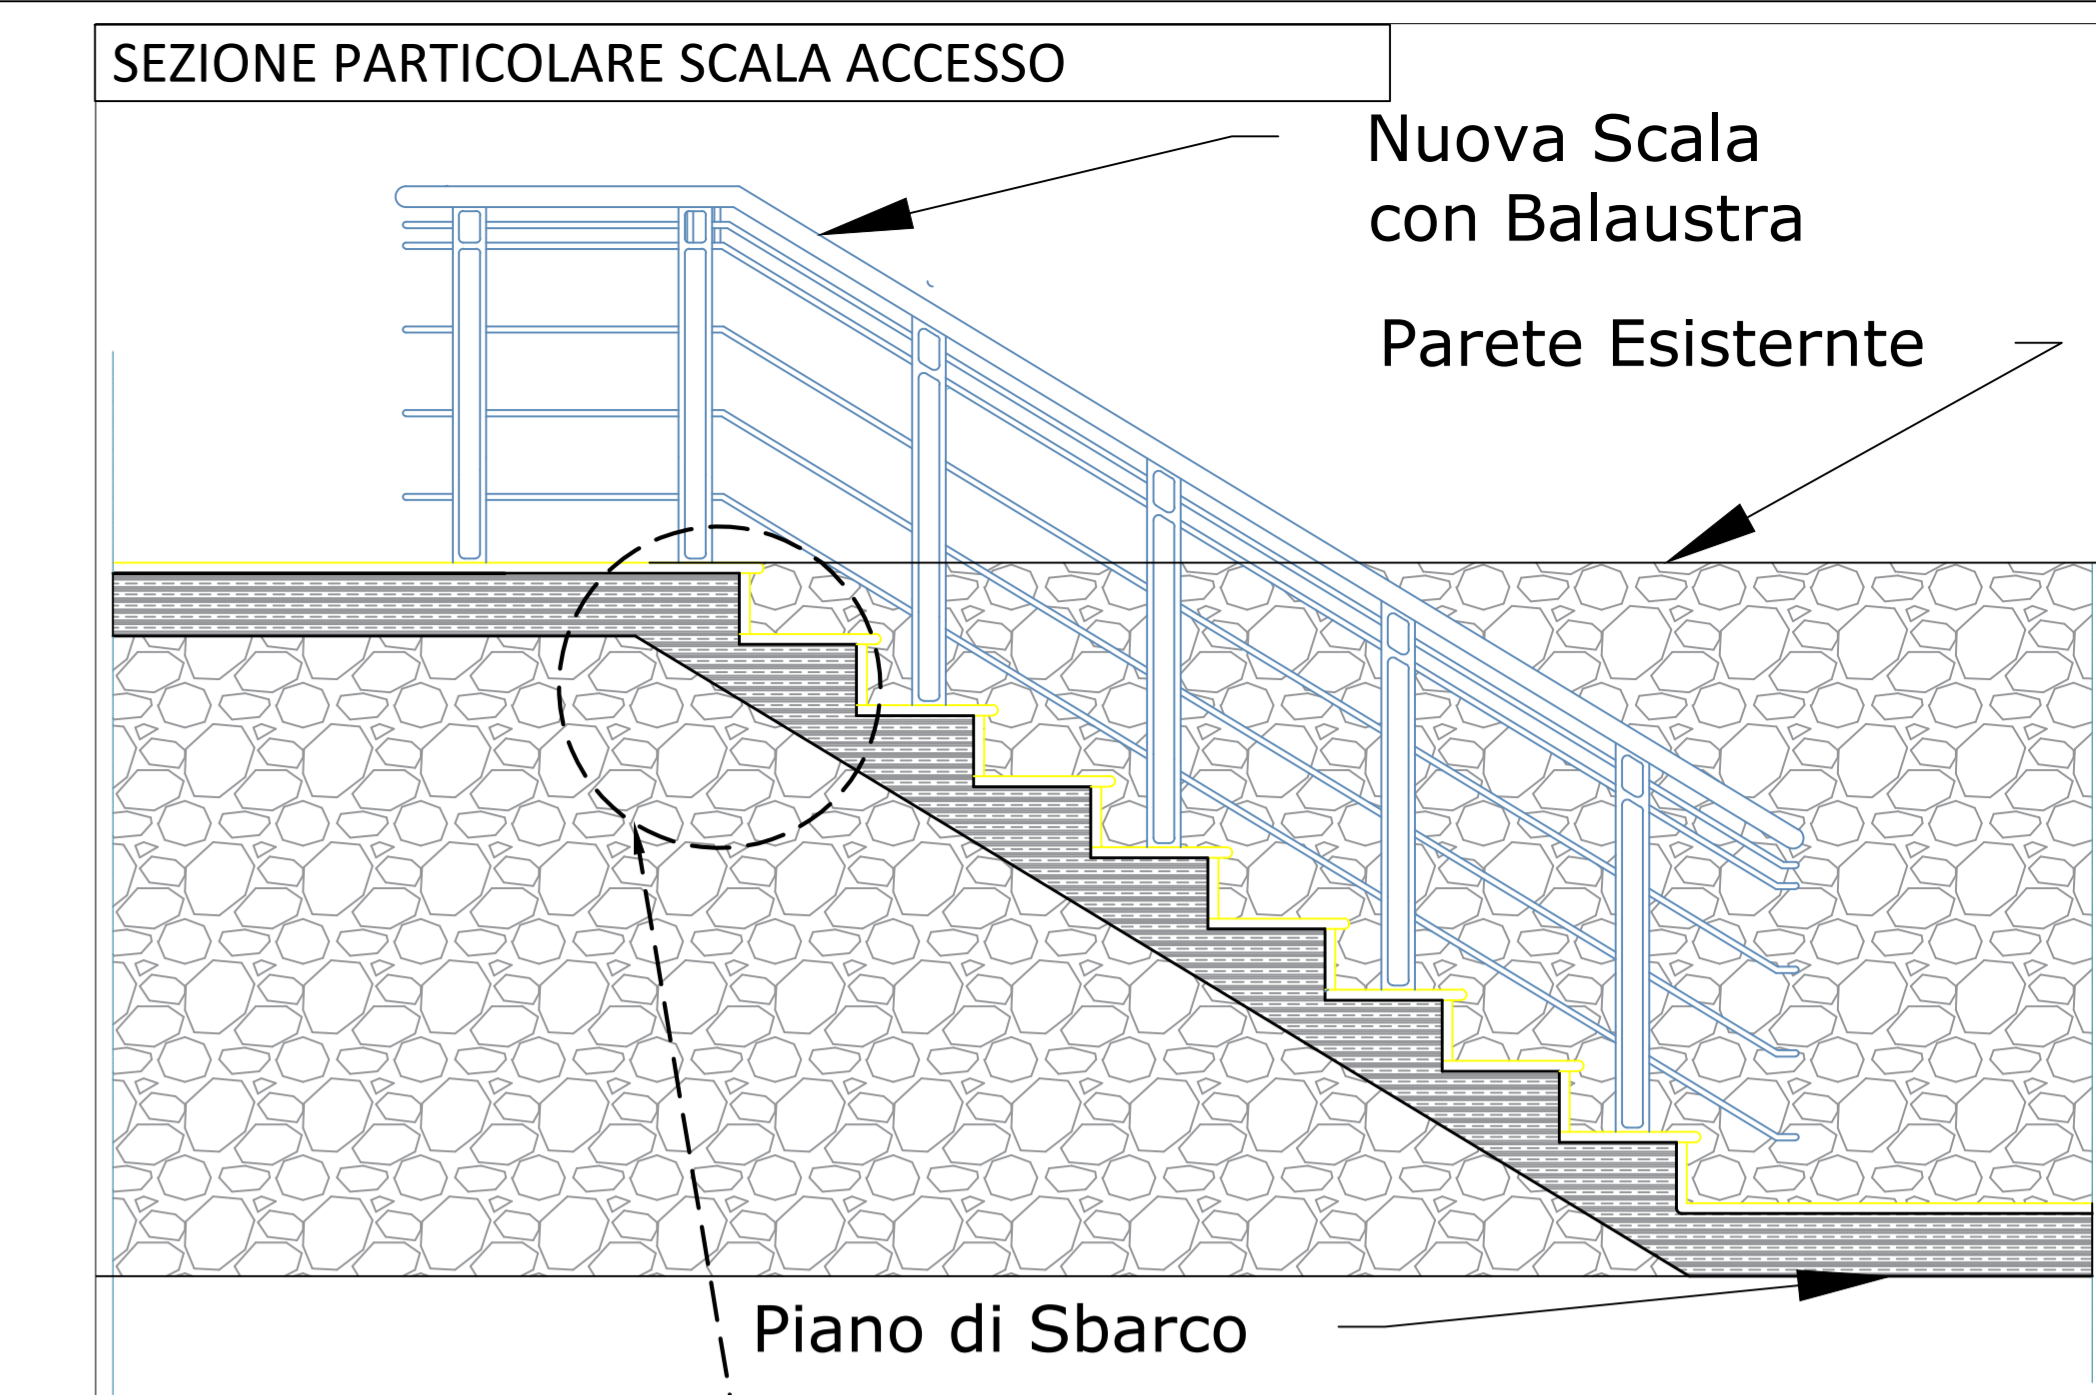 SEZIONE PARTICOLARE SCALA ACCESSO
Nuova Scala
con Balaustra
Parete Esisternte
Piano di Sbarco